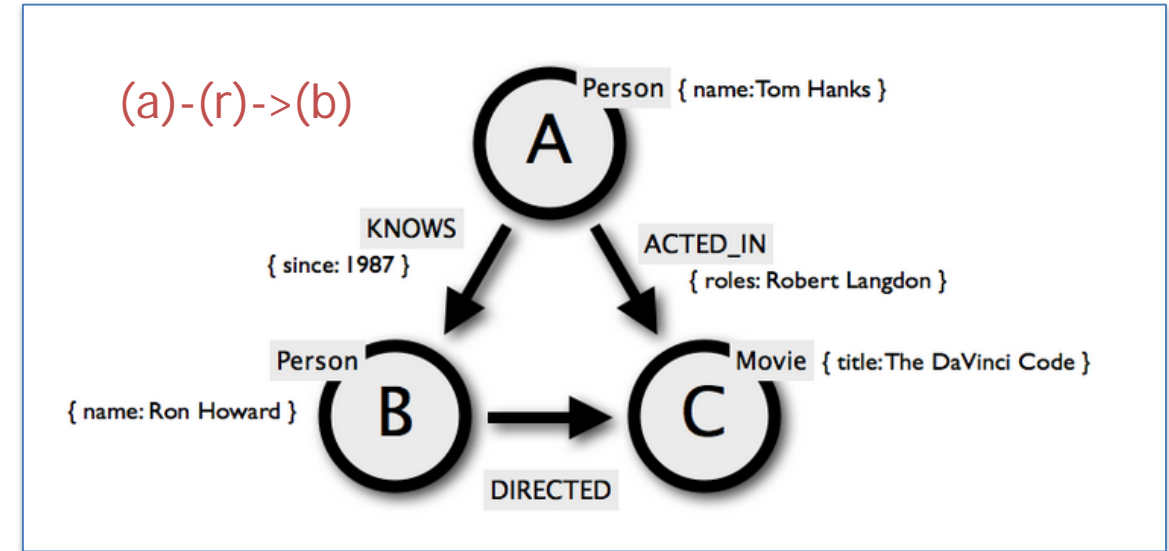 (a)-(r)->(b)
Person { name:Tom Hanks }
A
KNOWS
{ since: 1987 }
ACTED_IN
{ roles: Robert Langdon }
Person
{ name: Ron Howard }
B
Movie { title:The DaVinci Code }
C
DIRECTED